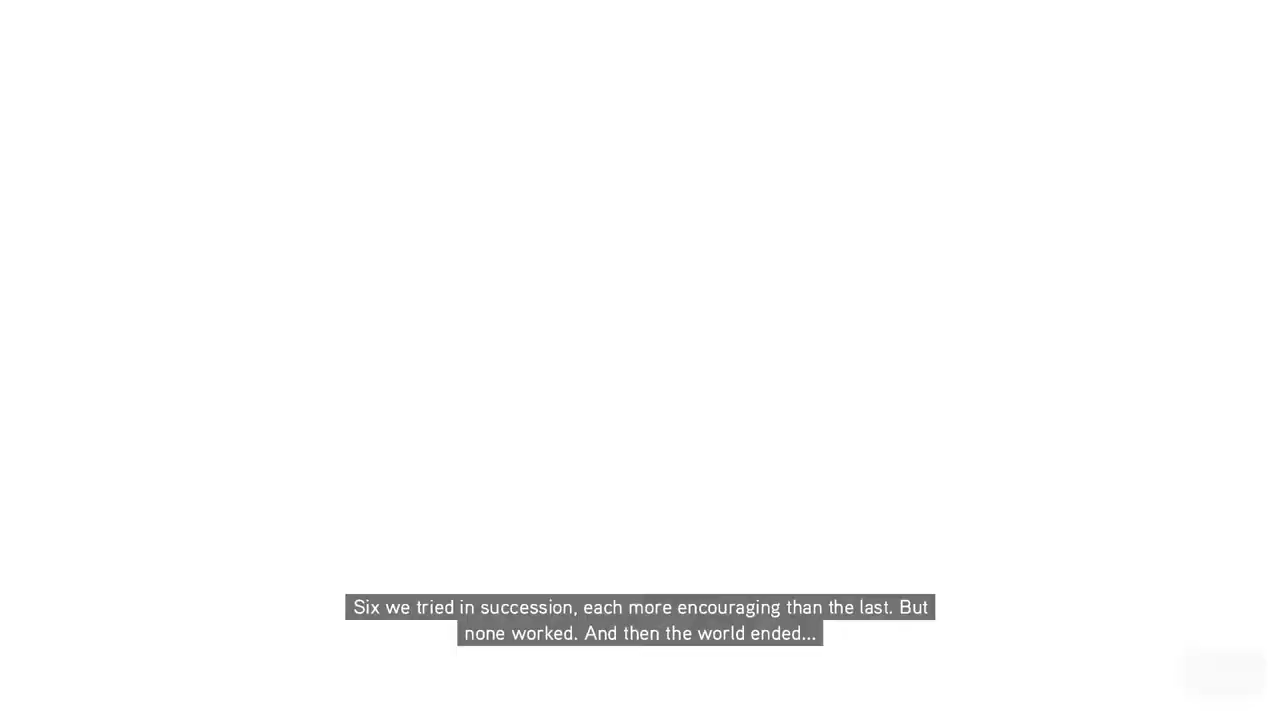 Six we tried in succession, each more encouraging than the last. But
none worked. And then the world ended...